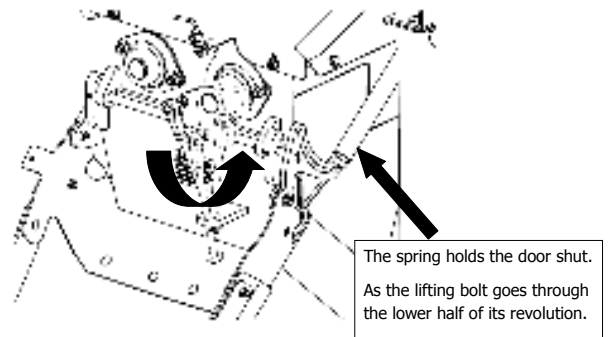 The spring holds the door shut.
As the lifting bolt goes through
the lower half of its revolution.